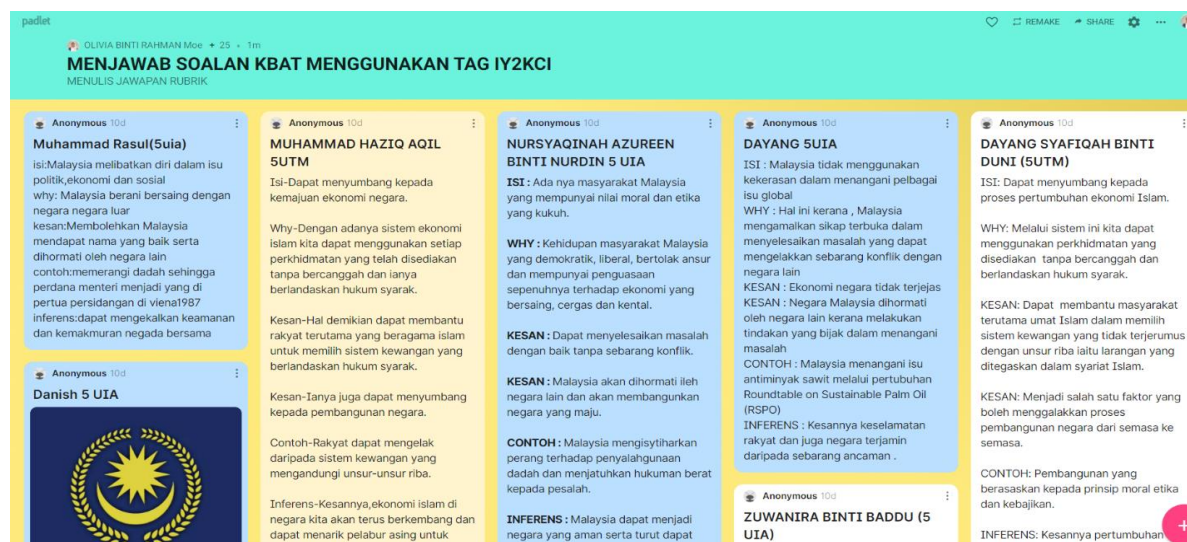 padlet
REMAKE SHARE
OLIVIA BINTI RAHMAN Moe + 25 • 1m
MENJAWAB SOALAN KBAT MENGGUNAKAN TAG IY2KCI
MENULIS JAWAPAN RUBRIK
Anonymous 10d
Muhammad Rasul(5uia)
isi:Malaysia melibatkan diri dalam isu
politik,ekonomi dan sosial
why: Malaysia berani bersaing dengan
negara negara luar
kesan:Membolehkan Malaysia
mendapat nama yang baik serta
dihormati oleh negara lain
contoh:memerangi dadah sehingga
perdana menteri menjadi yang di
pertua persidangan di viena1987
inferens:dapat mengekalkan keamanan
dan kemakmuran negada bersama
Anonymous 10d
Danish 5 UIA
Anonymous 10d
MUHAMMAD HAZIQ AQIL
5UTM
Isi-Dapat menyumbang kepada
kemajuan ekonomi negara.
Why-Dengan adanya sistem ekonomi
islam kita dapat menggunakan setiap
perkhidmatan yang telah disediakan
tanpa bercanggah dan ianya
berlandaskan hukum syarak.
Kesan-Hal demikian dapat membantu
rakyat terutama yang beragama islam
untuk memilih sistem kewangan yang
berlandaskan hukum syarak.
Kesan-Ianya juga dapat menyumbang
kepada pembangunan negara.
Contoh-Rakyat dapat mengelak
daripada sistem kewangan yang
mengandungi unsur-unsur riba.
Inferens-Kesannya,ekonomi islam di
negara kita akan terus berkembang dan
dapat menarik pelabur asing untuk
Anonymous 10d
NURSYAQINAH AZUREEN
BINTI NURDIN 5 UIA
ISI : Ada nya masyarakat Malaysia
yang mempunyai nilai moral dan etika
yang kukuh.
WHY : Kehidupan masyarakat Malaysia
yang demokratik, liberal, bertolak ansur
dan mempunyai penguasaan
sepenuhnya terhadap ekonomi yang
bersaing, cergas dan kental.
KESAN : Dapat menyelesaikan masalah
dengan baik tanpa sebarang konflik.
KESAN : Malaysia akan dihormati ileh
negara lain dan akan membangunkan
negara yang maju.
CONTOH : Malaysia mengisytiharkan
perang terhadap penyalahgunaan
dadah dan menjatuhkan hukuman berat
kepada pesalah.
INFERENS : Malaysia dapat menjadi
negara yang aman serta turut dapat
Anonymous 10d
DAYANG 5UIA
ISI : Malaysia tidak menggunakan
kekerasan dalam menangani pelbagai
isu global
WHY : Hal ini kerana , Malaysia
mengamalkan sikap terbuka dalam
menyelesaikan masalah yang dapat
mengelakkan sebarang konflik dengan
negara lain
KESAN : Ekonomi negara tidak terjejas
KESAN : Negara Malaysia dihormati
oleh negara lain kerana melakukan
tindakan yang bijak dalam menangani
masalah
CONTOH : Malaysia menangani isu
antiminyak sawit melalui pertubuhan
Roundtable on Sustainable Palm Oil
(RSPO)
INFERENS : Kesannya keselamatan
rakyat dan juga negara terjamin
daripada sebarang ancaman .
Anonymous 10d
ZUWANIRA BINTI BADDU (5
UIA)
Anonymous 10d
DAYANG SYAFIQAH BINTI
DUNI (5UTM)
ISI: Dapat menyumbang kepada
proses pertumbuhan ekonomi Islam.
WHY: Melalui sistem ini kita dapat
menggunakan perkhidmatan yang
disediakan tanpa bercanggah dan
berlandaskan hukum syarak.
KESAN: Dapat membantu masyarakat
terutama umat Islam dalam memilih
sistem kewangan yang tidak terjerumus
dengan unsur riba iaitu larangan yang
ditegaskan dalam syariat Islam.
KESAN: Menjadi salah satu faktor yang
boleh menggalakkan proses
pembangunan negara dari semasa ke
semasa.
CONTOH: Pembangunan yang
berasaskan kepada prinsip moral etika
dan kebajikan.
INFERENS: Kesannya pertumbuhan